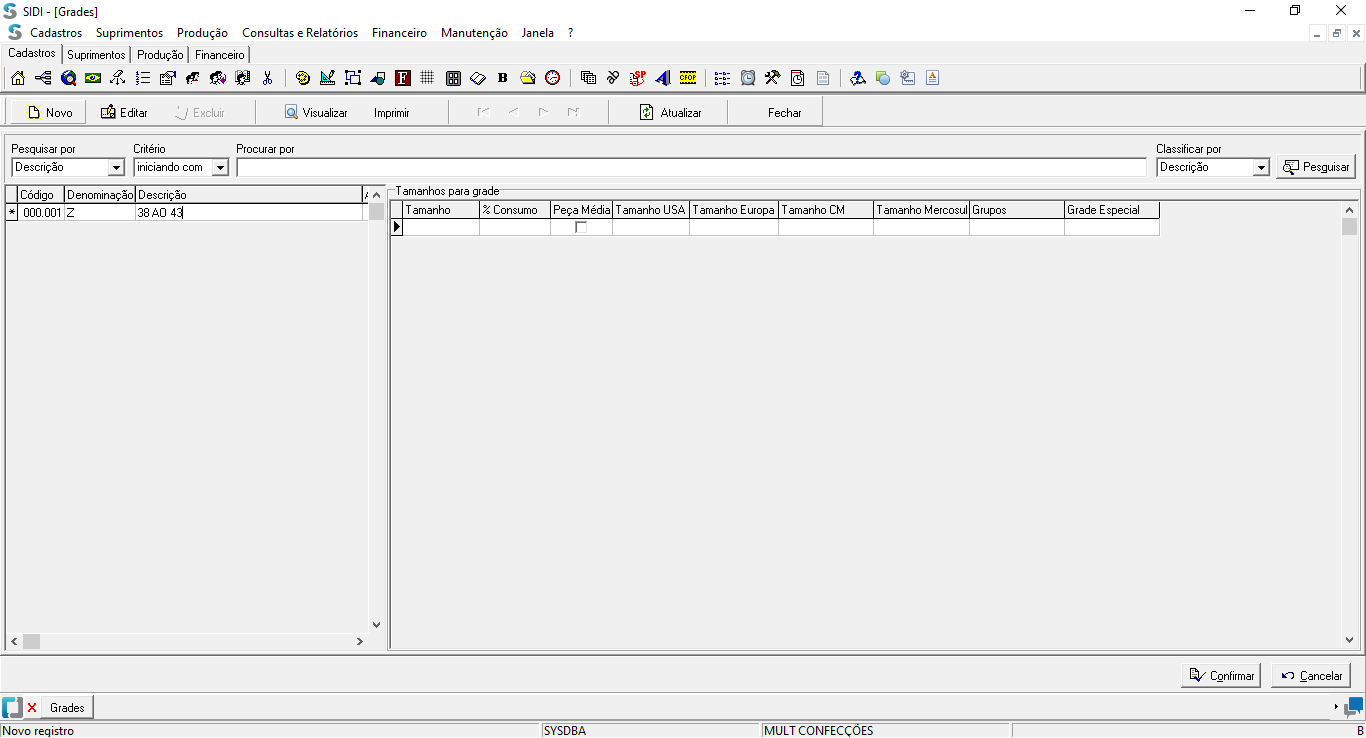 SIDI - [Grades]
Cadastros Suprimentos Produção Consultas e Relatórios Financeiro Manutenção Janela ?
Cadastros Suprimentos Produção Financeiro
F B SP CFOP A
Novo Editar Excluir Visualizar Imprimir Atualizar Fechar
Pesquisar por Critério Procurar por Classificar por
Descrição iniciando com Descrição Pesquisar
Tamanhos para grade
Código Denominação Descrição
Tamanho % Consumo Peça Média Tamanho USA Tamanho Europa Tamanho CM Tamanho Mercosul Grupos Grade Especial
* 000.001 Z 38 AO 43
Confirmar Cancelar
Grades
Novo registro SYSDBA MULT CONFECÇÕES B